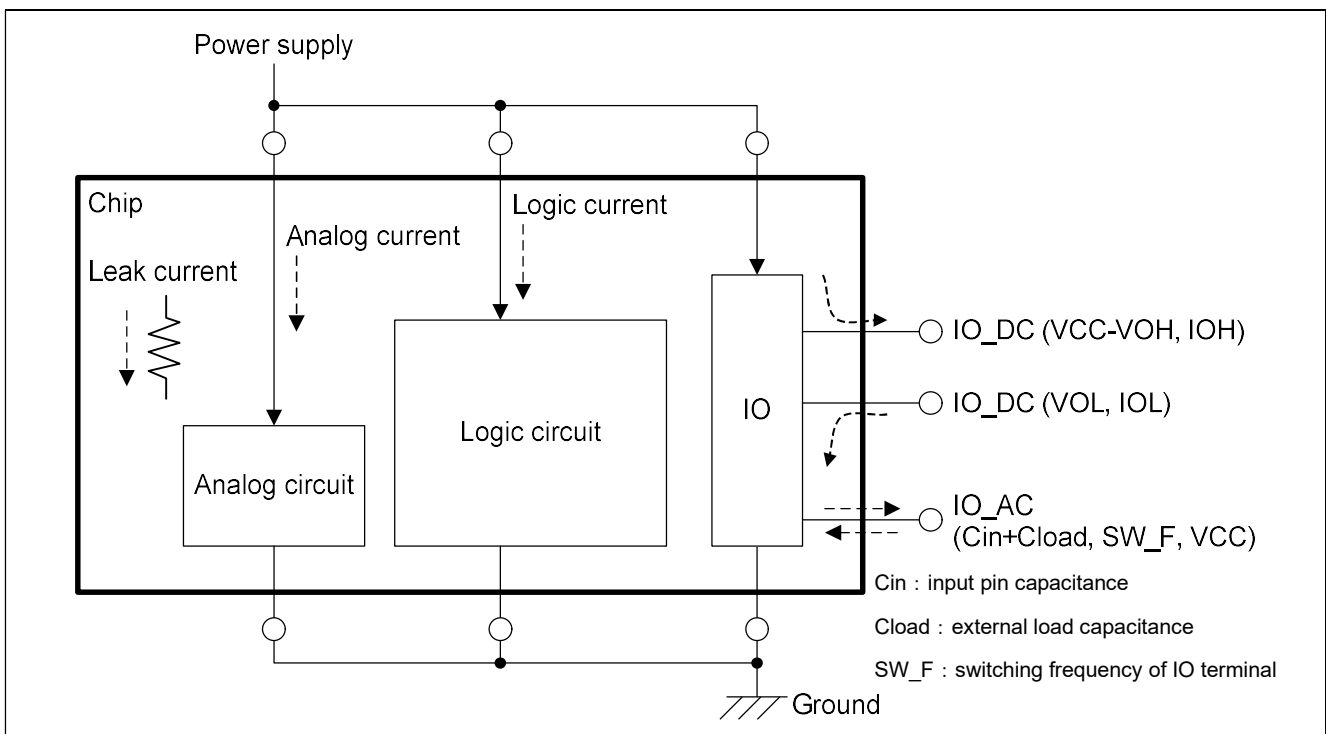 Power supply
Chip
Logic current
Analog current
Leak current
IO_DC (VCC-VOH, IOH)
IO_DC (VOL, IOL)
IO
Logic circuit
Analog circuit
IO_AC
(Cin+Cload, SW_F, VCC)
Cin : input pin capacitance
Cload : external load capacitance
SW_F : switching frequency of IO terminal
Ground